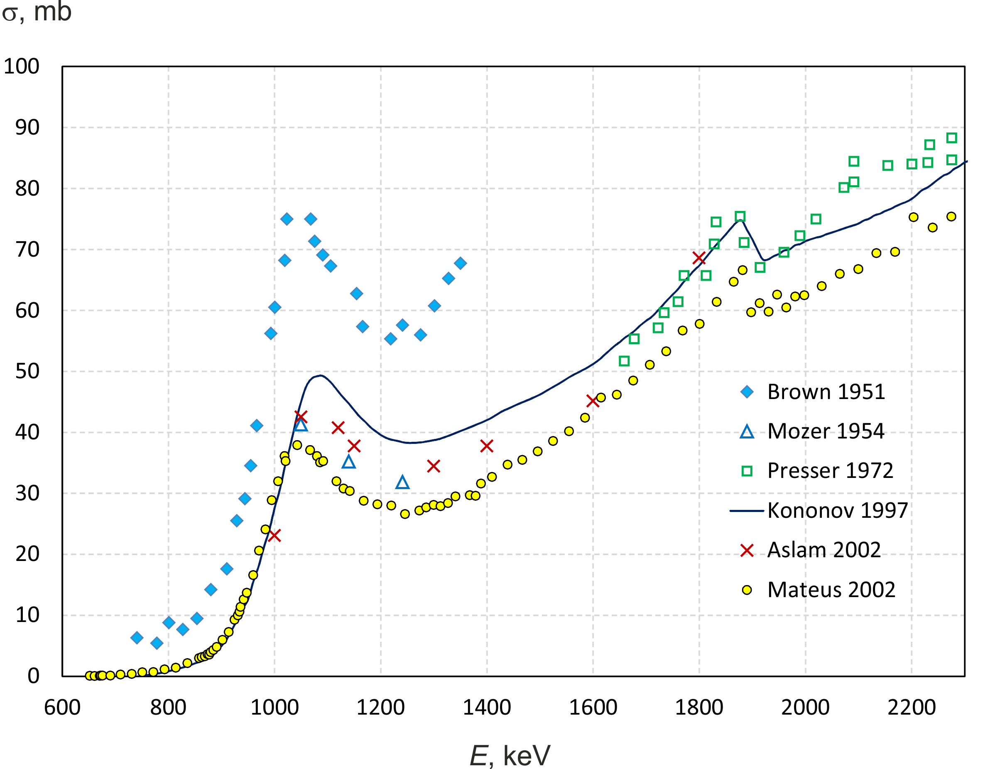 σ, mb
100
90
80
70
60
50
40
30
20
10
0
600 800 1000 1200 1400 1600 1800 2000 2200
E, keV
Brown 1951
Mozer 1954
Presser 1972
Kononov 1997
Aslam 2002
Mateus 2002